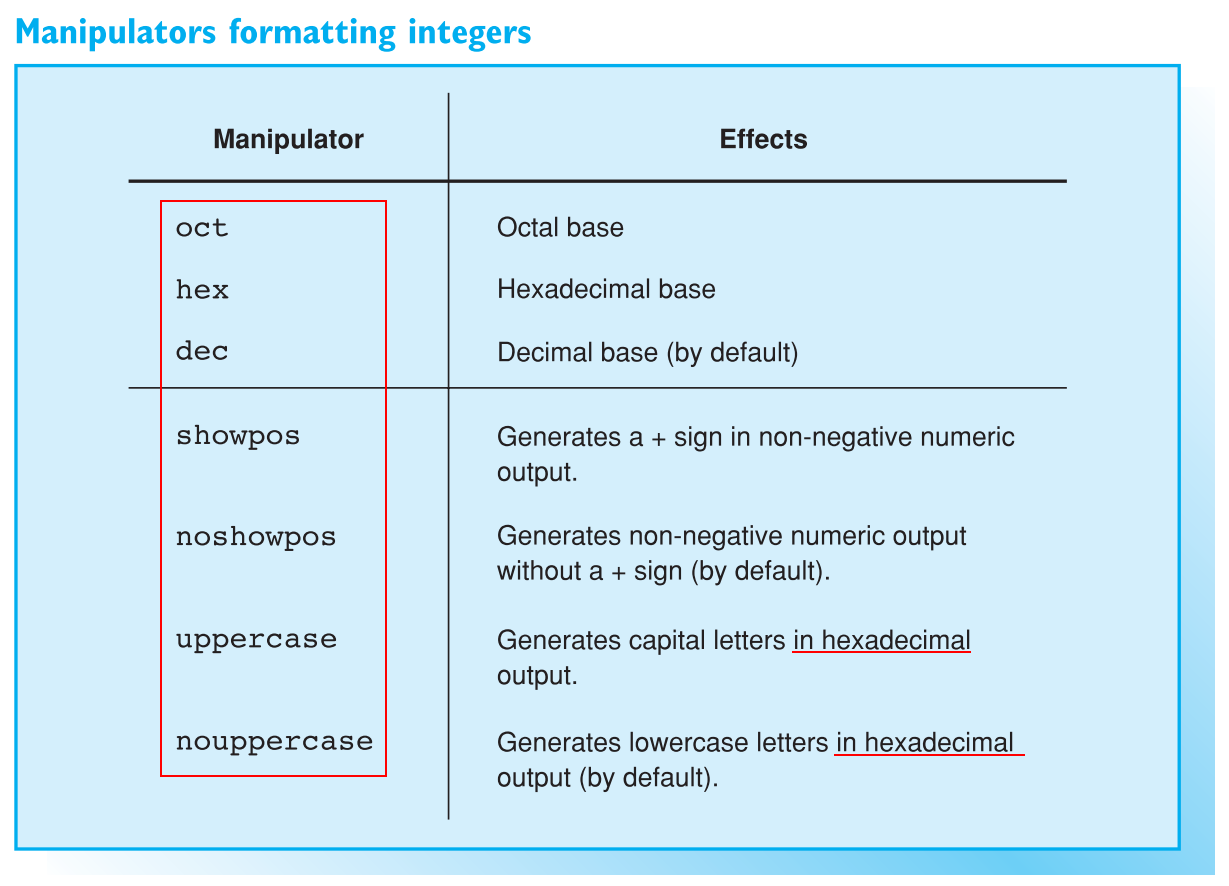 Manipulators formatting integers
Manipulator Effects
oct Octal base
hex Hexadecimal base
dec Decimal base (by default)
showpos Generates a + sign in non-negative numeric
output.
noshowpos Generates non-negative numeric output
without a + sign (by default).
uppercase Generates capital letters in hexadecimal
output.
nouppercase Generates lowercase letters in hexadecimal
output (by default).